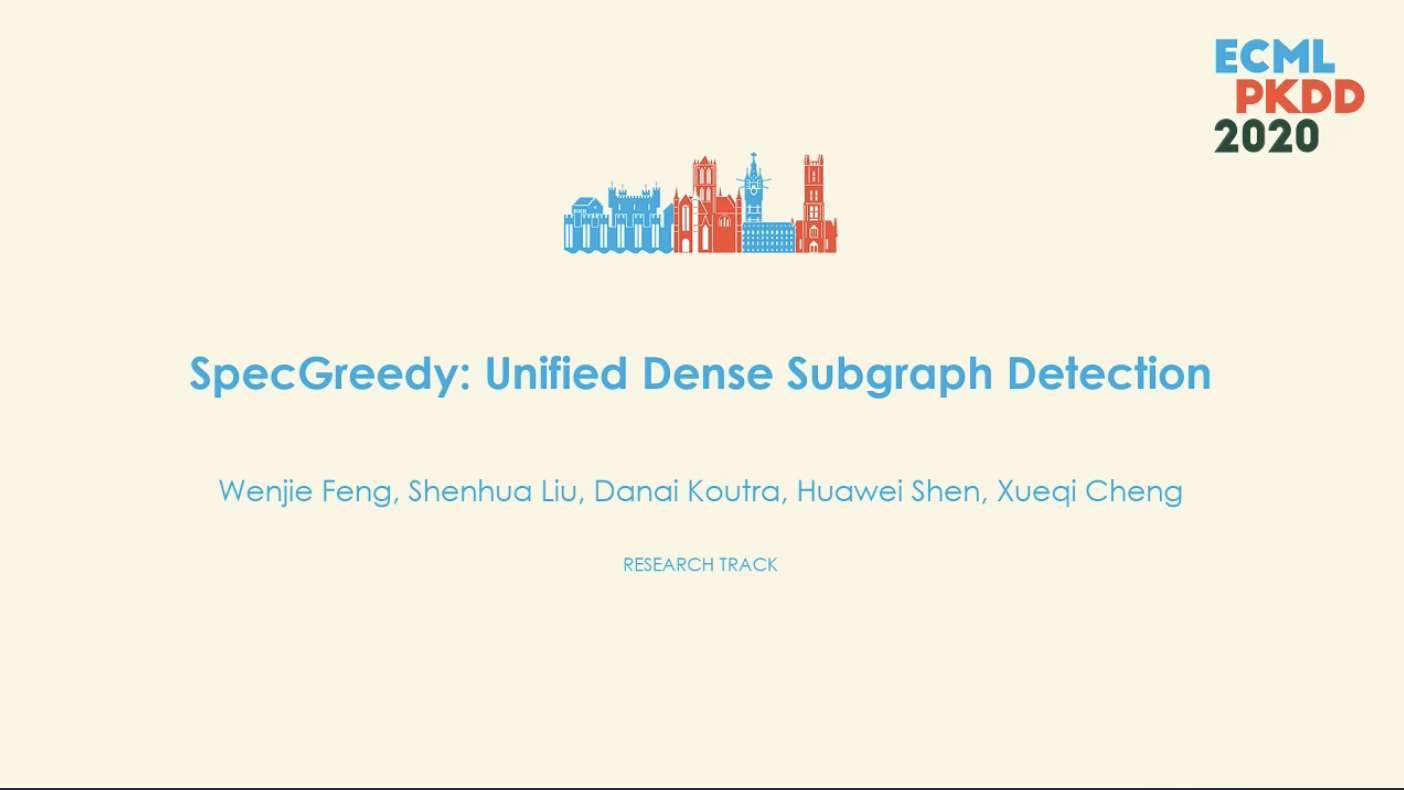 ECML
PKDD
2020
SpecGreedy: Unified Dense Subgraph Detection
Wenjie Feng, Shenhua Liu, Danai Koutra, Huawei Shen, Xueqi Cheng
RESEARCH TRACK